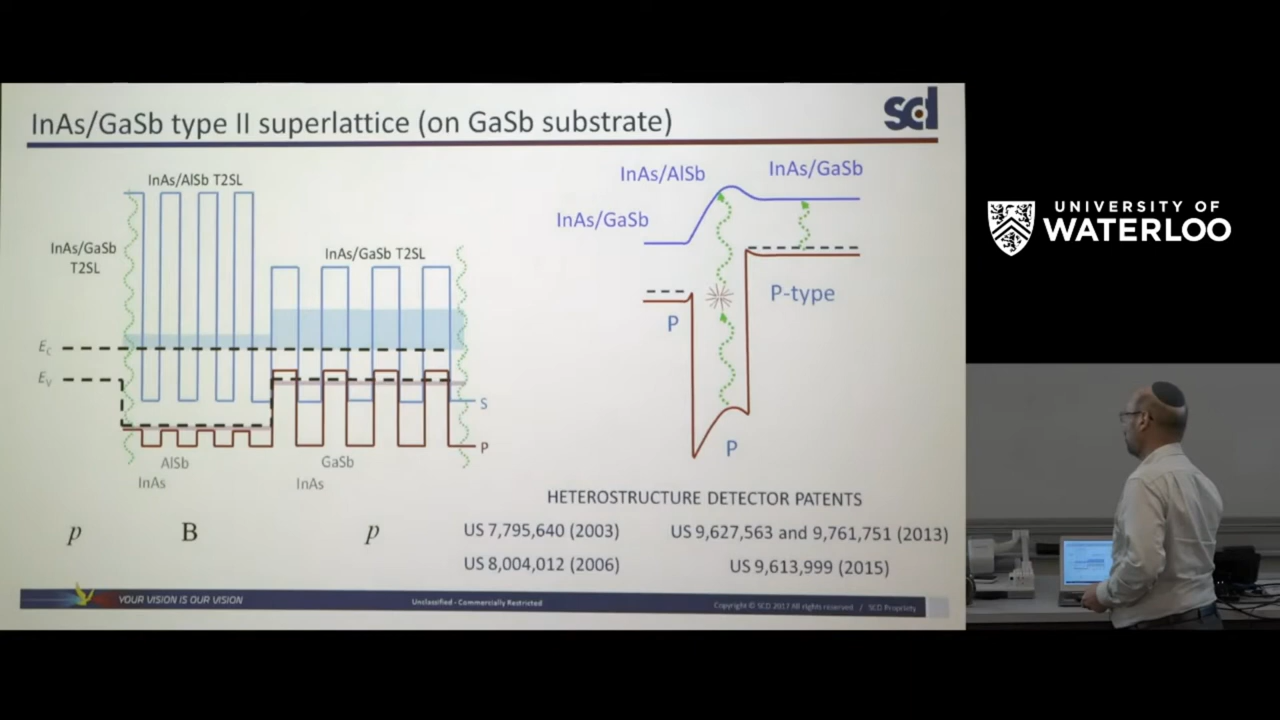 InAs/GaSb type II superlattice (on GaSb substrate)
scd
InAs/AlSb T2SL
InAs/GaSb
T2SL
InAs/GaSb T2SL
EC
EV
S
P
AlSb
InAs
GaSb
InAs
p
B
p
InAs/AlSb
InAs/GaSb
InAs/GaSb
P-type
P
P
HETEROSTRUCTURE DETECTOR PATENTS
US 7,795,640 (2003)
US 9,627,563 and 9,761,751 (2013)
US 8,004,012 (2006)
US 9,613,999 (2015)
YOUR VISION IS OUR VISION
Unclassified - Commercially Restricted
Copyright © SCD 2017 All rights reserved / SCD Propriety
UNIVERSITY OF
WATERLOO